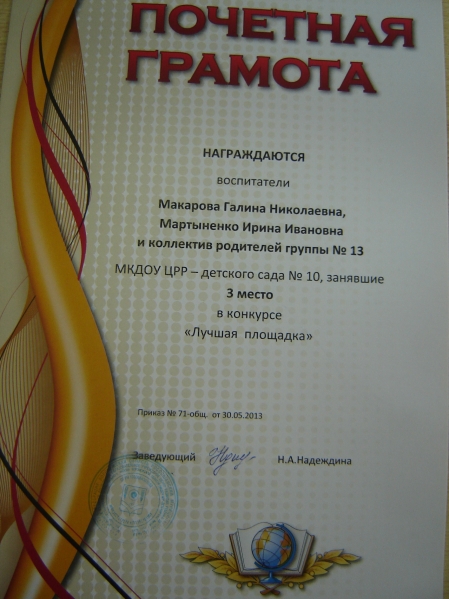 ПОЧЕТНАЯ
ГРАМОТА
НАГРАЖДАЮТСЯ
воспитатели
Макарова Галина Николаевна,
Мартыненко Ирина Ивановна
и коллектив родителей группы № 13
МКДОУ ЦРР – детского сада № 10, занявшие
3 место
в конкурсе
«Лучшая площадка»
Приказ № 71-общ. от 30.05.2013
Заведующий Н.А.Надеждина